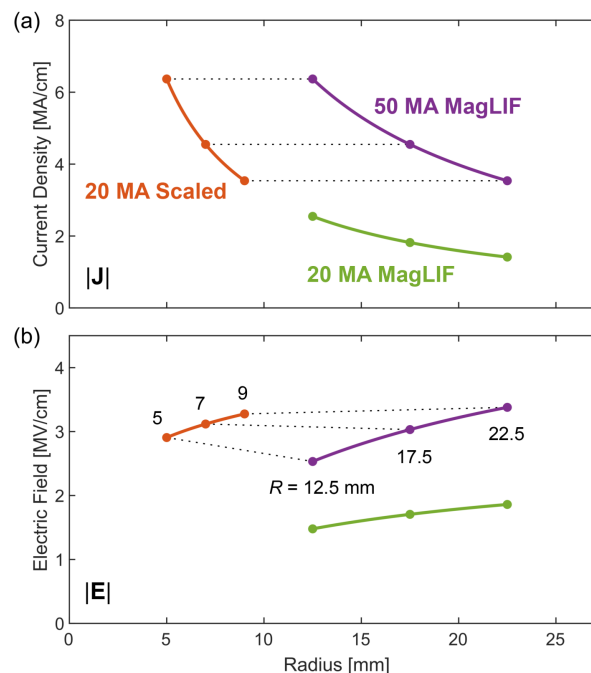 (a)
Current Density [MA/cm]
8
6
4
2
0
50 MA MagLIF
20 MA Scaled
20 MA MagLIF
|J|
(b)
Electric Field [MV/cm]
4
3
2
1
0
5
7
9
22.5
17.5
R = 12.5 mm
|E|
0 5 10 15 20 25
Radius [mm]